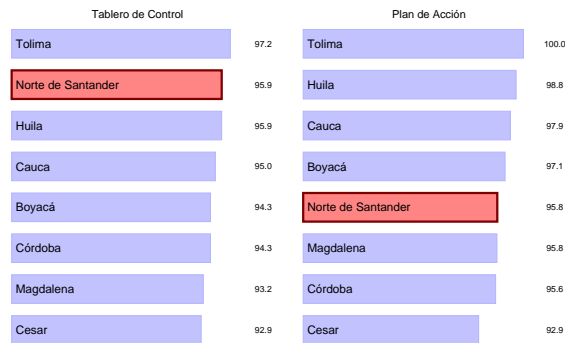 Tablero de Control
Tolima 97.2
Norte de Santander 95.9
Huila 95.9
Cauca 95.0
Boyacá 94.3
Córdoba 94.3
Magdalena 93.2
Cesar 92.9
Plan de Acción
Tolima 100.0
Huila 98.8
Cauca 97.9
Boyacá 97.1
Norte de Santander 95.8
Magdalena 95.8
Córdoba 95.6
Cesar 92.9